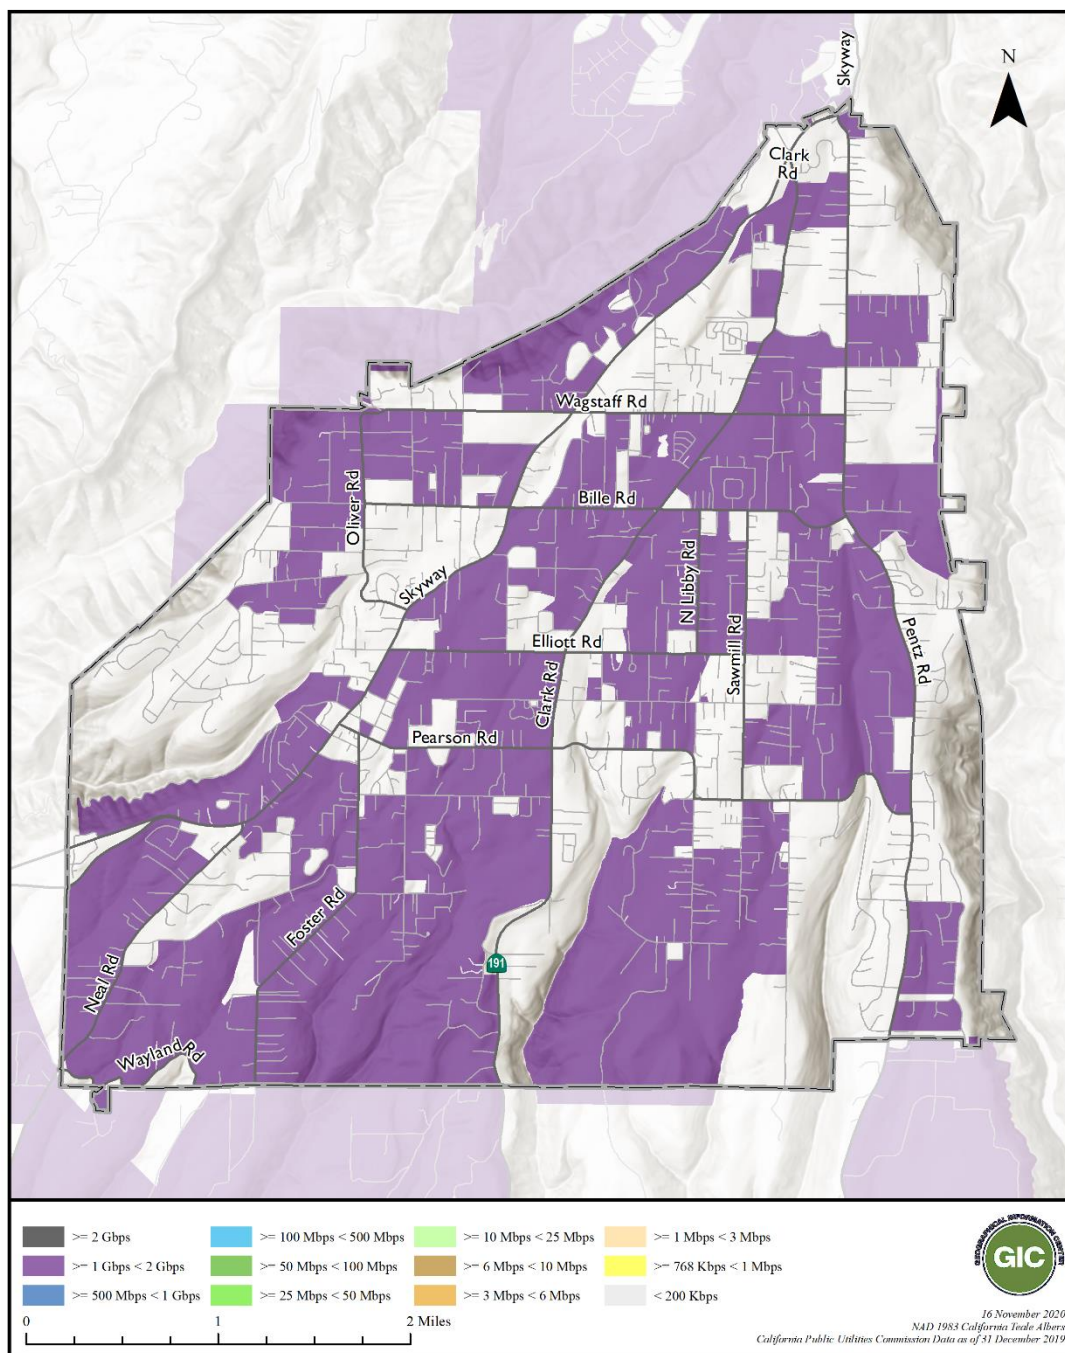 Skyway
N
Clark
Rd
Wagstaff Rd
Oliver Rd
Bille Rd
Skyway
N Libby Rd
Elliott Rd
Sawmill Rd
Pentz Rd
Clark Rd
Pearson Rd
Foster Rd
191
Neal Rd
Wayland Rd
>= 2 Gbps
>= 1 Gbps < 2 Gbps
>= 500 Mbps < 1 Gbps
>= 100 Mbps < 500 Mbps
>= 50 Mbps < 100 Mbps
>= 25 Mbps < 50 Mbps
>= 10 Mbps < 25 Mbps
>= 6 Mbps < 10 Mbps
>= 3 Mbps < 6 Mbps
>= 1 Mbps < 3 Mbps
>= 768 Kbps < 1 Mbps
< 200 Kbps
0 1 2 Miles
GEOGRAPHICAL INFORMATION CENTER
GIC
16 November 2020
NAD 1983 California Teale Albers
California Public Utilities Commission Data as of 31 December 2019